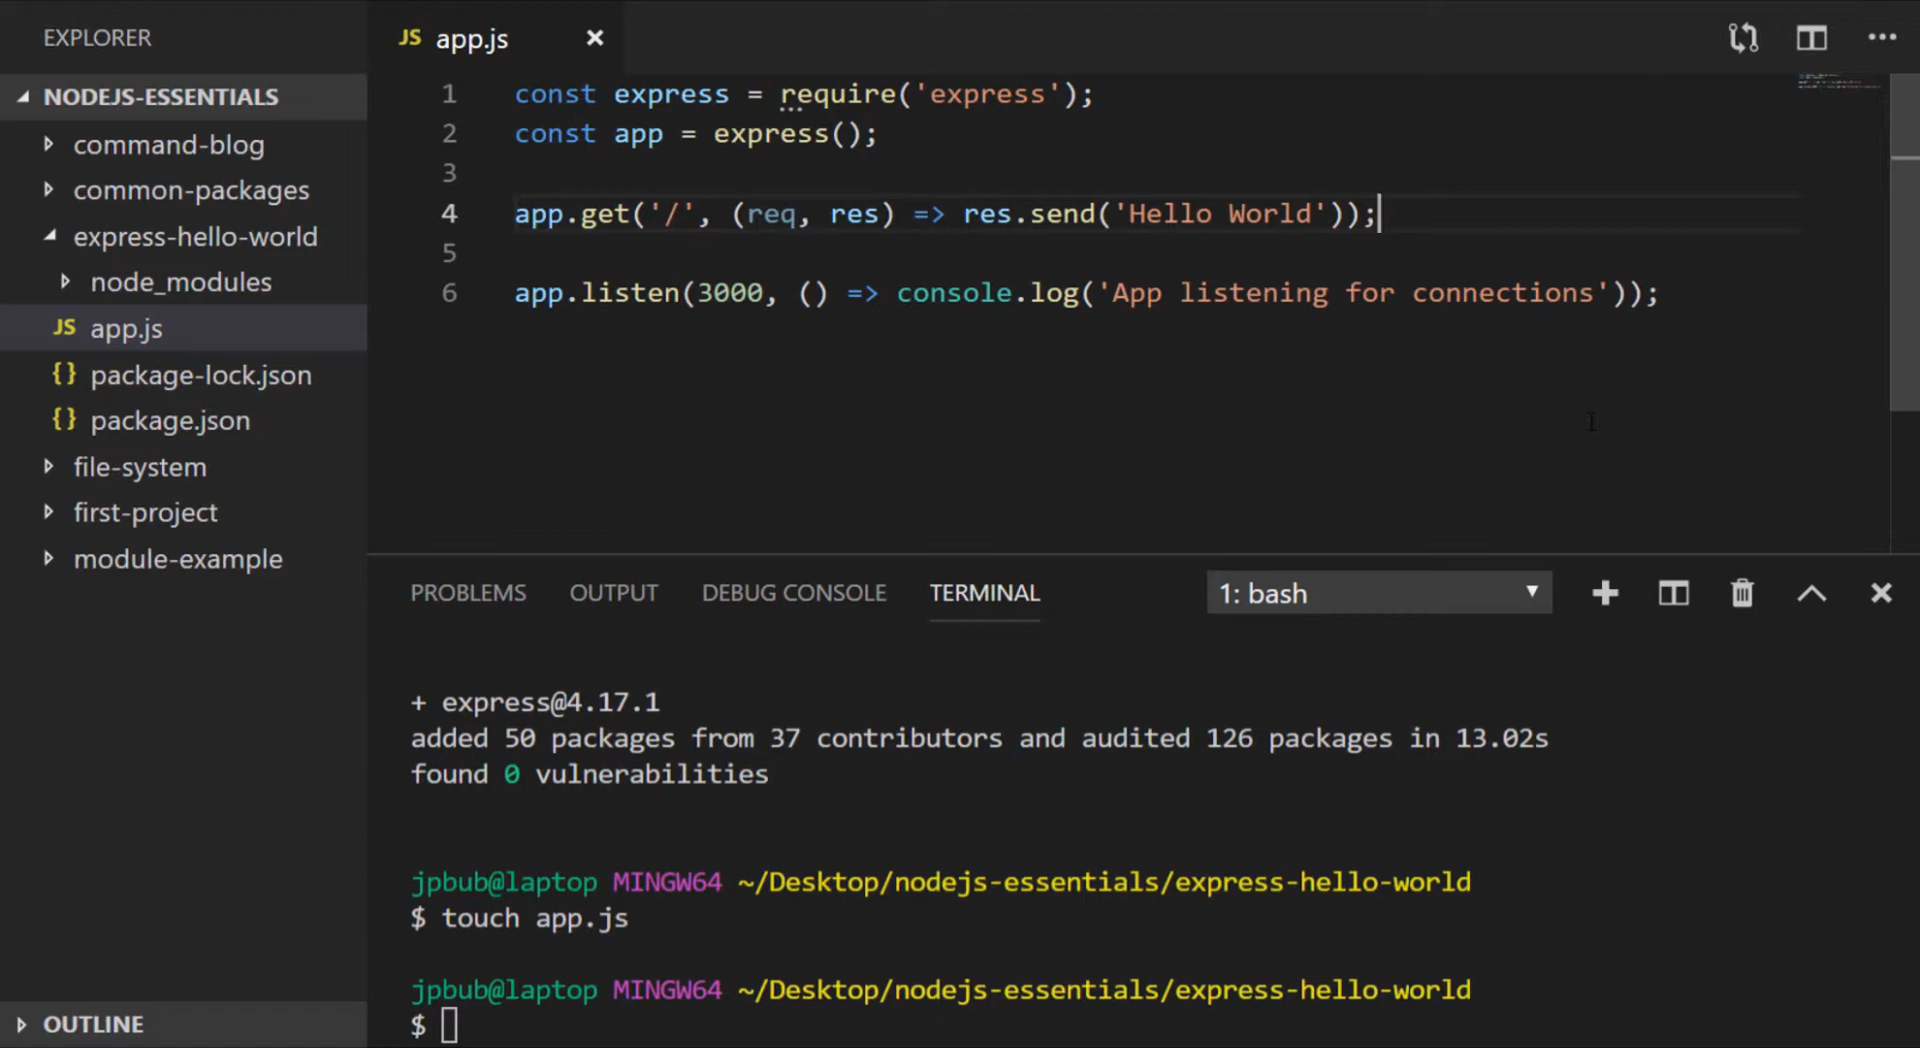 EXPLORER
NODEJS-ESSENTIALS
command-blog
common-packages
express-hello-world
node_modules
JS app.js
{} package-lock.json
{} package.json
file-system
first-project
module-example
OUTLINE
JS app.js
1 const express = require('express');
2 const app = express();
3
4 app.get('/', (req, res) => res.send('Hello World'));
5
6 app.listen(3000, () => console.log('App listening for connections'));
PROBLEMS OUTPUT DEBUG CONSOLE TERMINAL 1: bash
+ express@4.17.1
added 50 packages from 37 contributors and audited 126 packages in 13.02s
found 0 vulnerabilities
jpbub@laptop MINGW64 ~/Desktop/nodejs-essentials/express-hello-world
$ touch app.js
jpbub@laptop MINGW64 ~/Desktop/nodejs-essentials/express-hello-world
$